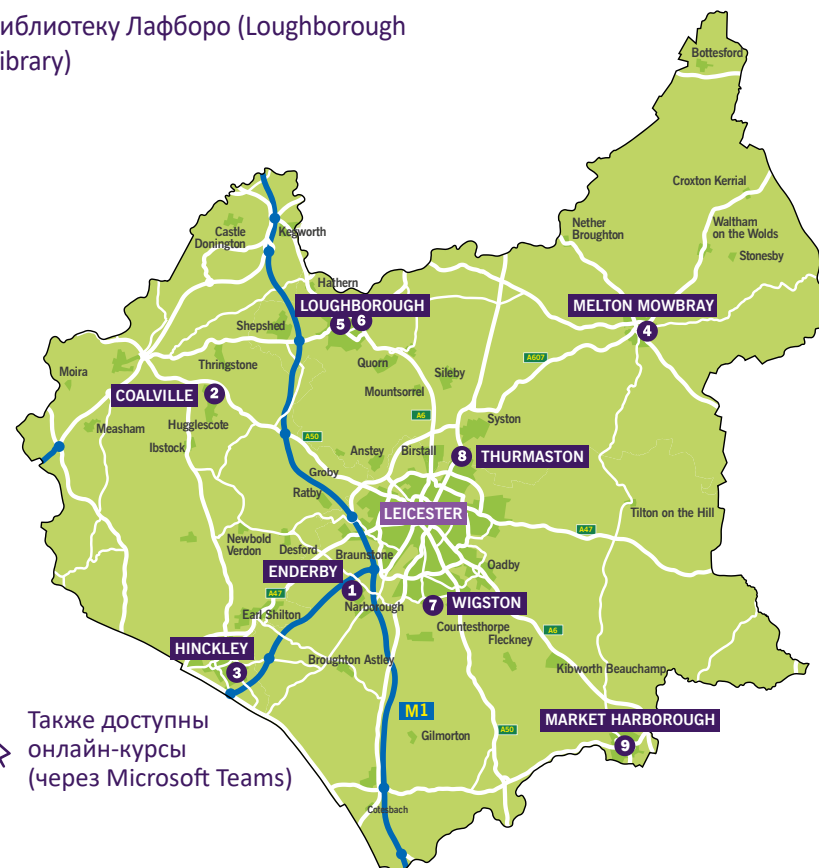 иблиотеку Лафборо (Loughborough
ibrary)
Bottesford
Croxton Kerrial
Nether
Broughton
Waltham
on the Wolds
Stonesby
Castle
Donington
Kegworth
Hathern
LOUGHBOROUGH
5 6
MELTON MOWBRAY
4
Shepshed
A607
Moira
Thringstone
Quorn
Sileby
Mountsorrel
COALVILLE 2
A6
Syston
Measham
Hugglescote
Ibstock
A50
Anstey
Birstall
8 THURMASTON
Groby
Ratby
LEICESTER
Tilton on the Hill
A47
Newbold
Verdon
Desford
Braunstone
ENDERBY
1
Oadby
A47
Narborough
7 WIGSTON
Earl Shilton
Countesthorpe
Fleckney
A6
HINCKLEY
3
Broughton Astley
Kibworth Beauchamp
M1
MARKET HARBOROUGH
9
Gilmorton
A50
Также доступны
онлайн-курсы
(через Microsoft Teams)
Cotesbach